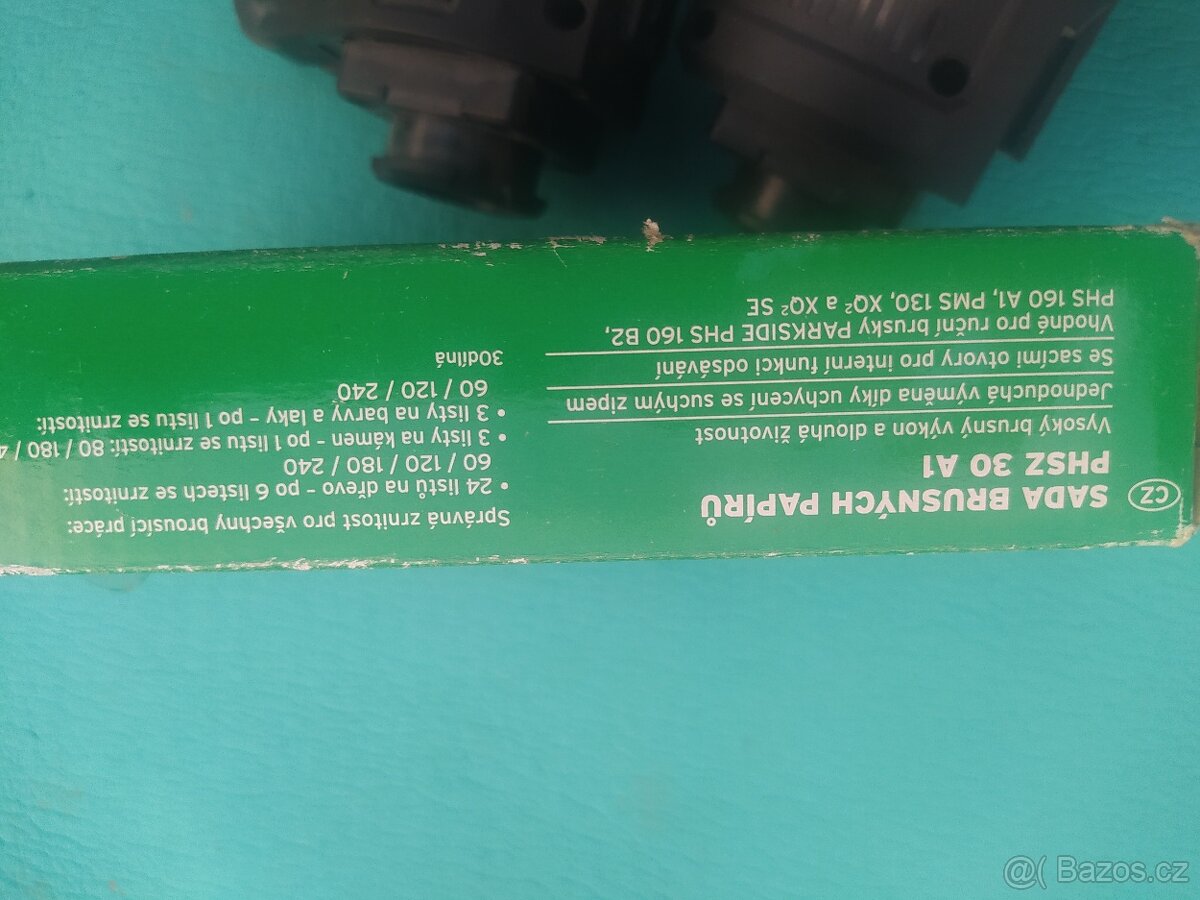 CZ
SADA BRUSNÝCH PAPÍRŮ
PHSZ 30 A1
Vysoký brusný výkon a dlouhá životnost
Jednoduchá výměna díky uchycení se suchým zipem
Se sacími otvory pro interní funkci odsávání
Vhodné pro ruční brusky PARKSIDE PHS 160 B2,
PHS 160 A1, PMS 130, XQ² a XQ² SE
Správná zrnitost pro všechny brousící práce:
• 24 listů na dřevo - po 6 listech se zrnitostí:
60 / 120 / 180 / 240
• 3 listy na kámen - po 1 listu se zrnitostí: 80 / 180 / 4
• 3 listy na barvy a laky - po 1 listu se zrnitostí:
60 / 120 / 240
30dílná
@( Bazos.cz